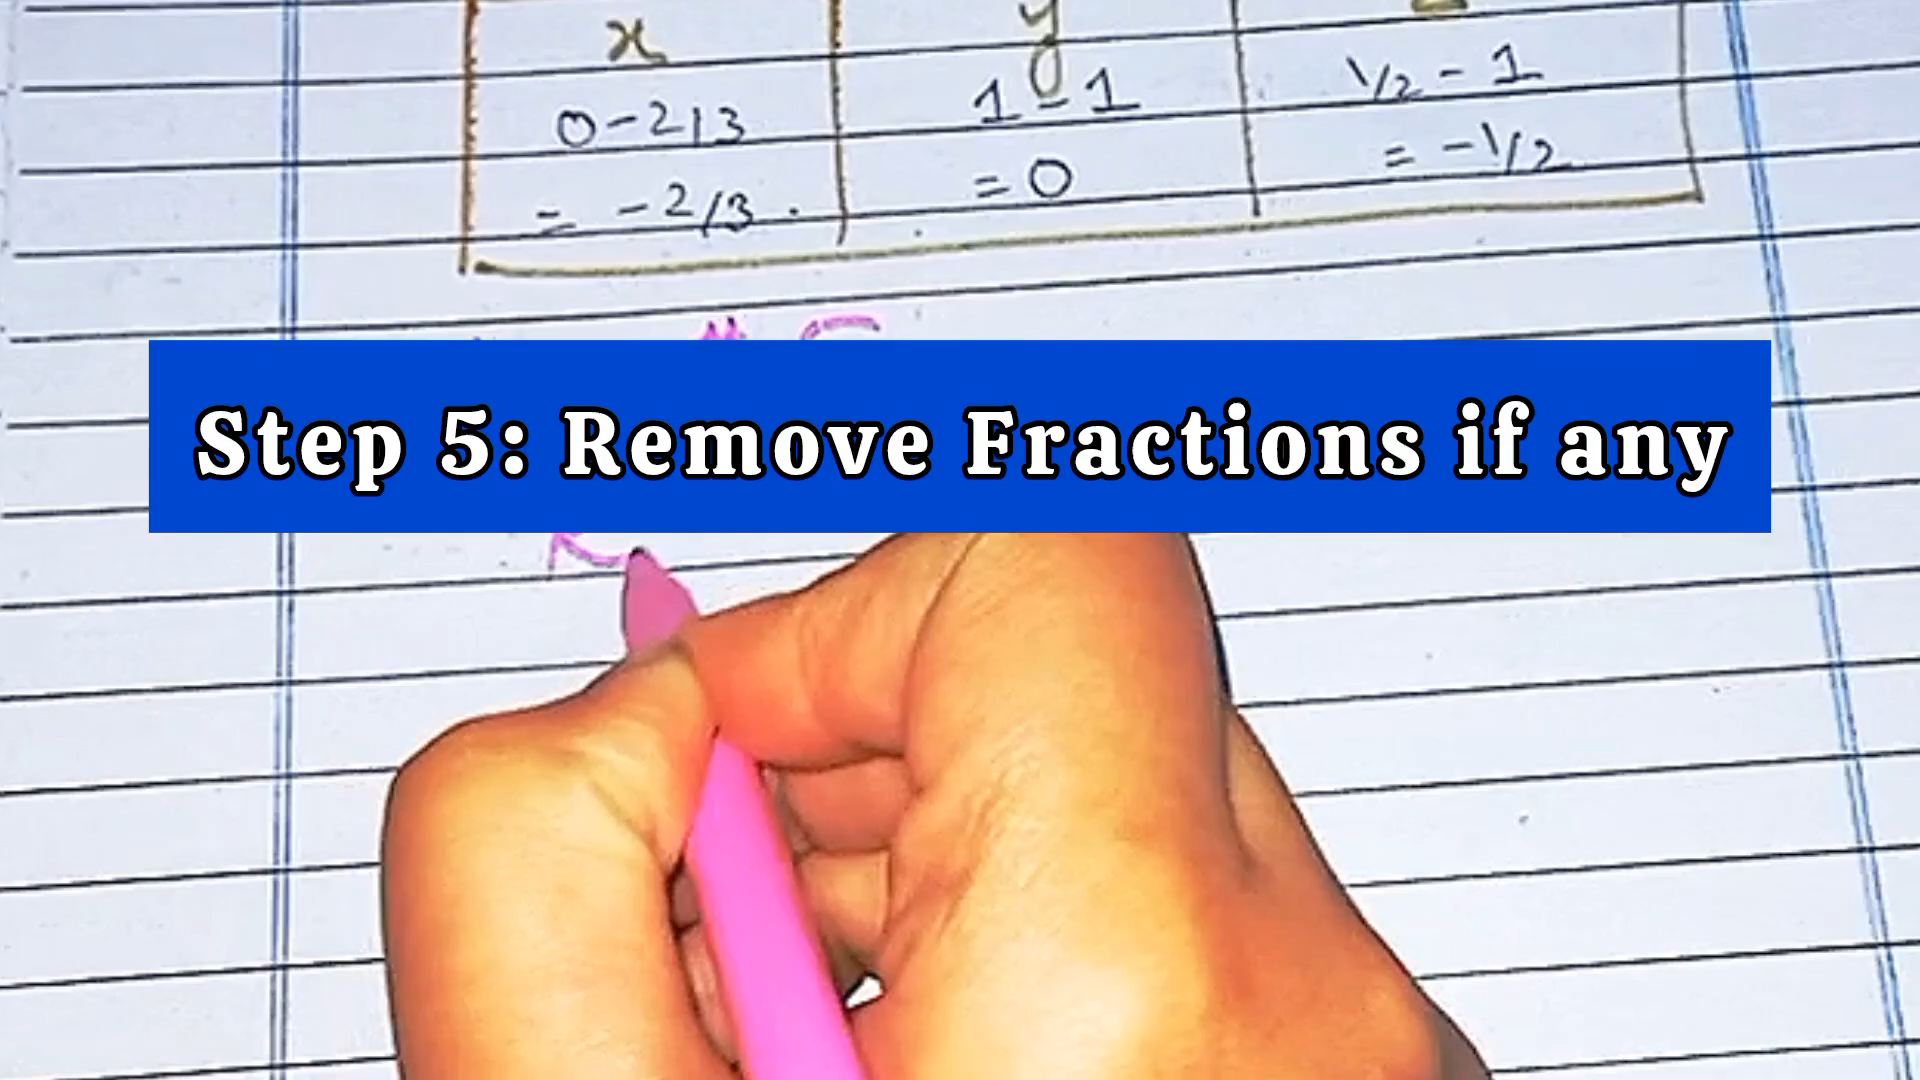 x y
0-2/3 1-1 1/2-1
= -2/3. =0 =-1/2
Step 5: Remove Fractions if any